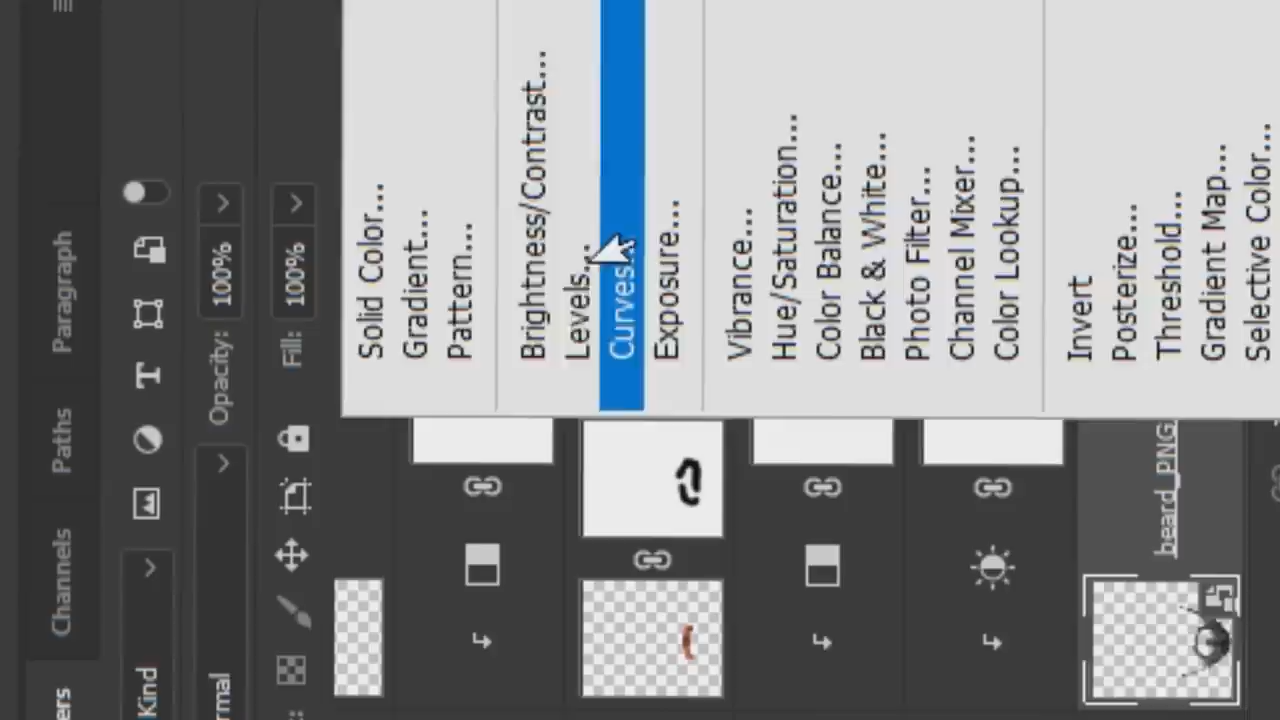 Channels
Paths
Paragraph
Kind
Opacity:
100%
Fill:
100%
Solid Color...
Gradient...
Pattern...
Brightness/Contrast...
Levels...
Curves...
Exposure...
Vibrance...
Hue/Saturation...
Color Balance...
Black & White...
Photo Filter...
Channel Mixer...
Color Lookup...
Invert
Posterize...
Threshold...
Gradient Map...
Selective Color...
beard_PNG